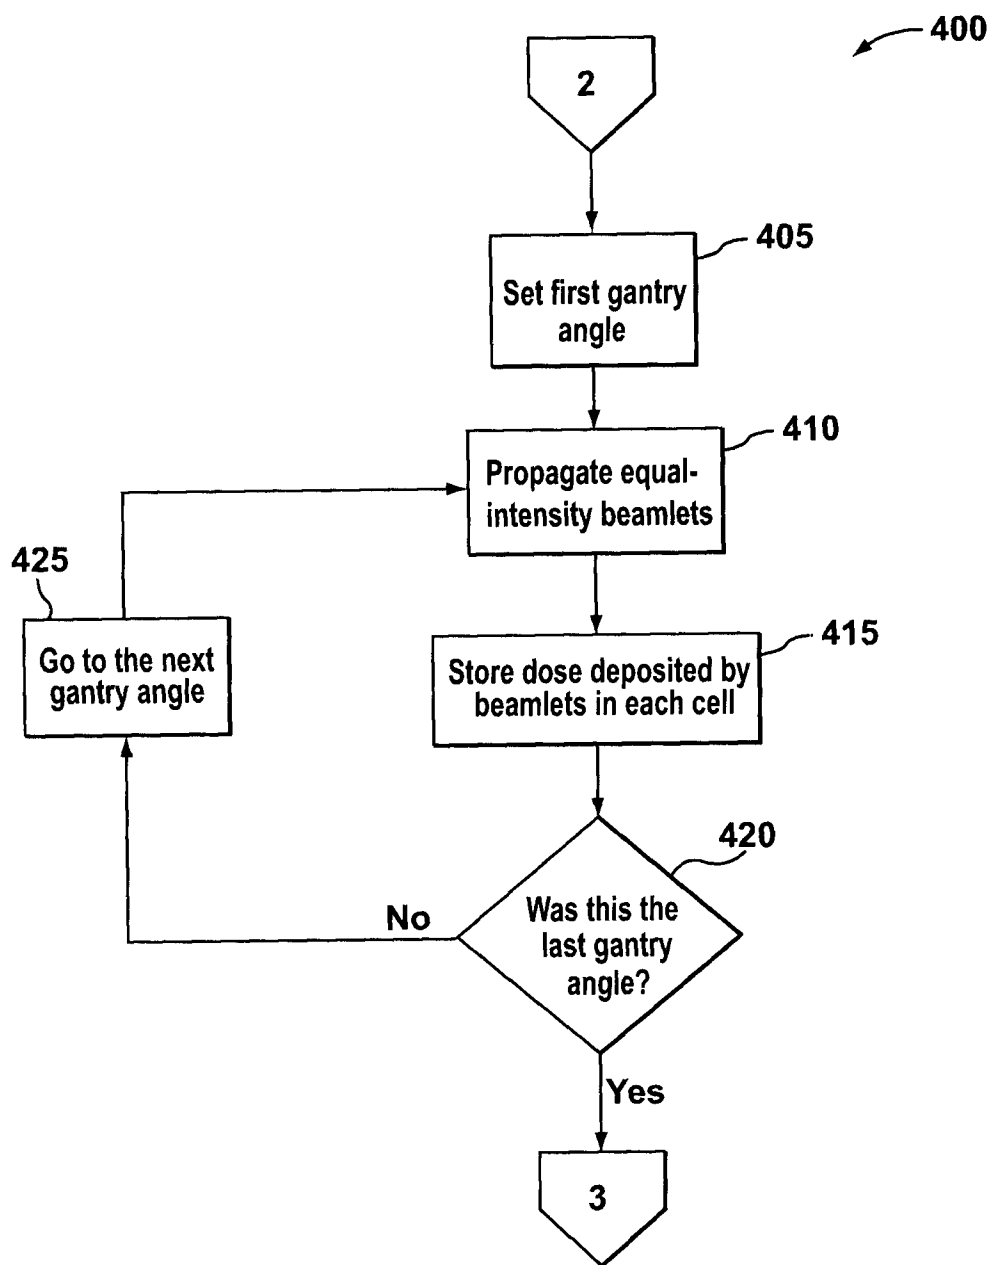 400
2
405
Set first gantry
angle
410
Propagate equal-
intensity beamlets
425
Go to the next
gantry angle
415
Store dose deposited by
beamlets in each cell
420
Was this the
last gantry
angle?
No
Yes
3